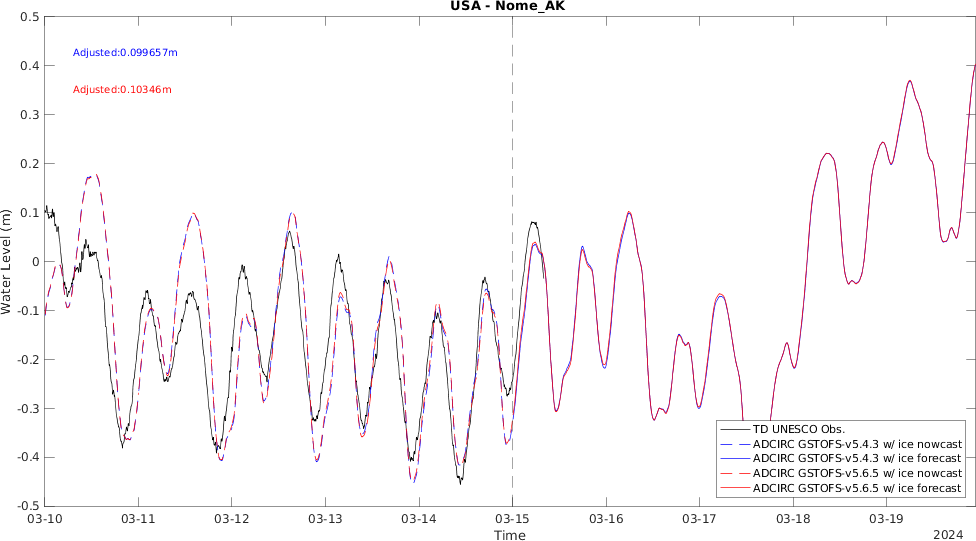 USA - Nome_AK
0.5
0.4
0.3
0.2
0.1
0
-0.1
-0.2
-0.3
-0.4
-0.5
Water Level (m)
Adjusted:0.099657m
Adjusted:0.10346m
TD UNESCO Obs.
ADCIRC GSTOFS-v5.4.3 w/ ice nowcast
ADCIRC GSTOFS-v5.4.3 w/ ice forecast
ADCIRC GSTOFS-v5.6.5 w/ ice nowcast
ADCIRC GSTOFS-v5.6.5 w/ ice forecast
03-10 03-11 03-12 03-13 03-14 03-15 03-16 03-17 03-18 03-19
Time
2024